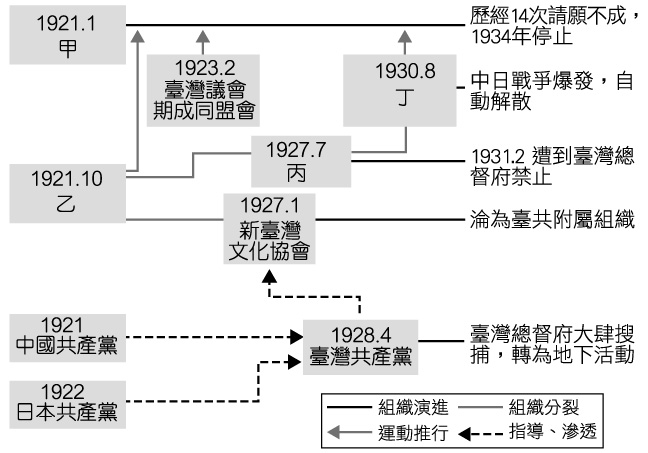 1921.1
甲
歷經14次請願不成，
1934年停止
1923.2
臺灣議會
期成同盟會
1930.8
丁
中日戰爭爆發，自
動解散
1927.7
丙
1931.2 遭到臺灣總
督府禁止
1921.10
乙
1927.1
新臺灣
文化協會
淪為臺共附屬組織
1921
中國共產黨
1928.4
臺灣共產黨
臺灣總督府大肆搜
捕，轉為地下活動
1922
日本共產黨
組織演進
組織分裂
運動推行
指導、滲透